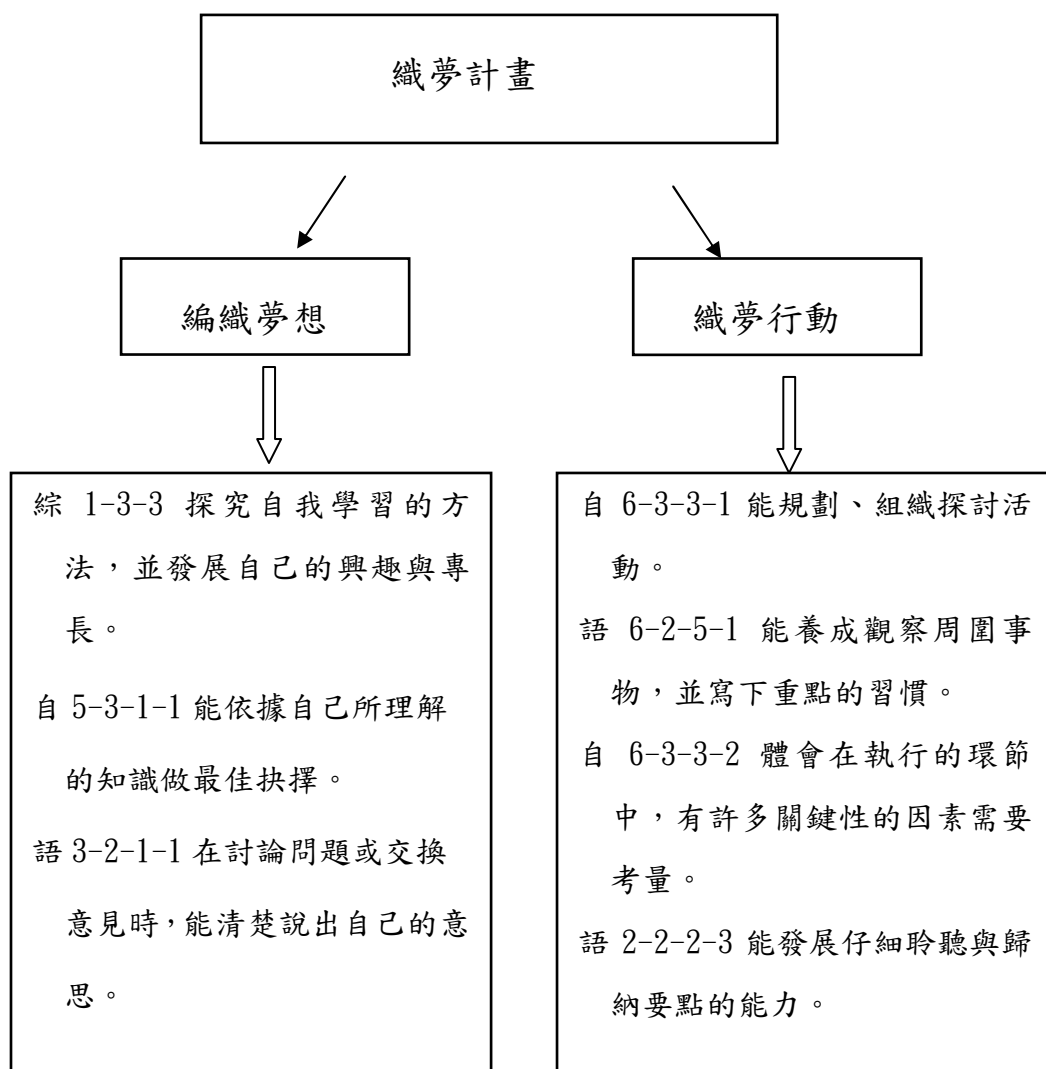 織夢計畫
編織夢想
織夢行動
綜 1-3-3 探究自我學習的方
法，並發展自己的興趣與專
長。
自 5-3-1-1 能依據自己所理解
的知識做最佳抉擇。
語 3-2-1-1 在討論問題或交換
意見時，能清楚說出自己的意
思。
自 6-3-3-1 能規劃、組織探討活
動。
語 6-2-5-1 能養成觀察周圍事
物，並寫下重點的習慣。
自 6-3-3-2 體會在執行的環節
中，有許多關鍵性的因素需要
考量。
語 2-2-2-3 能發展仔細聆聽與歸
納要點的能力。